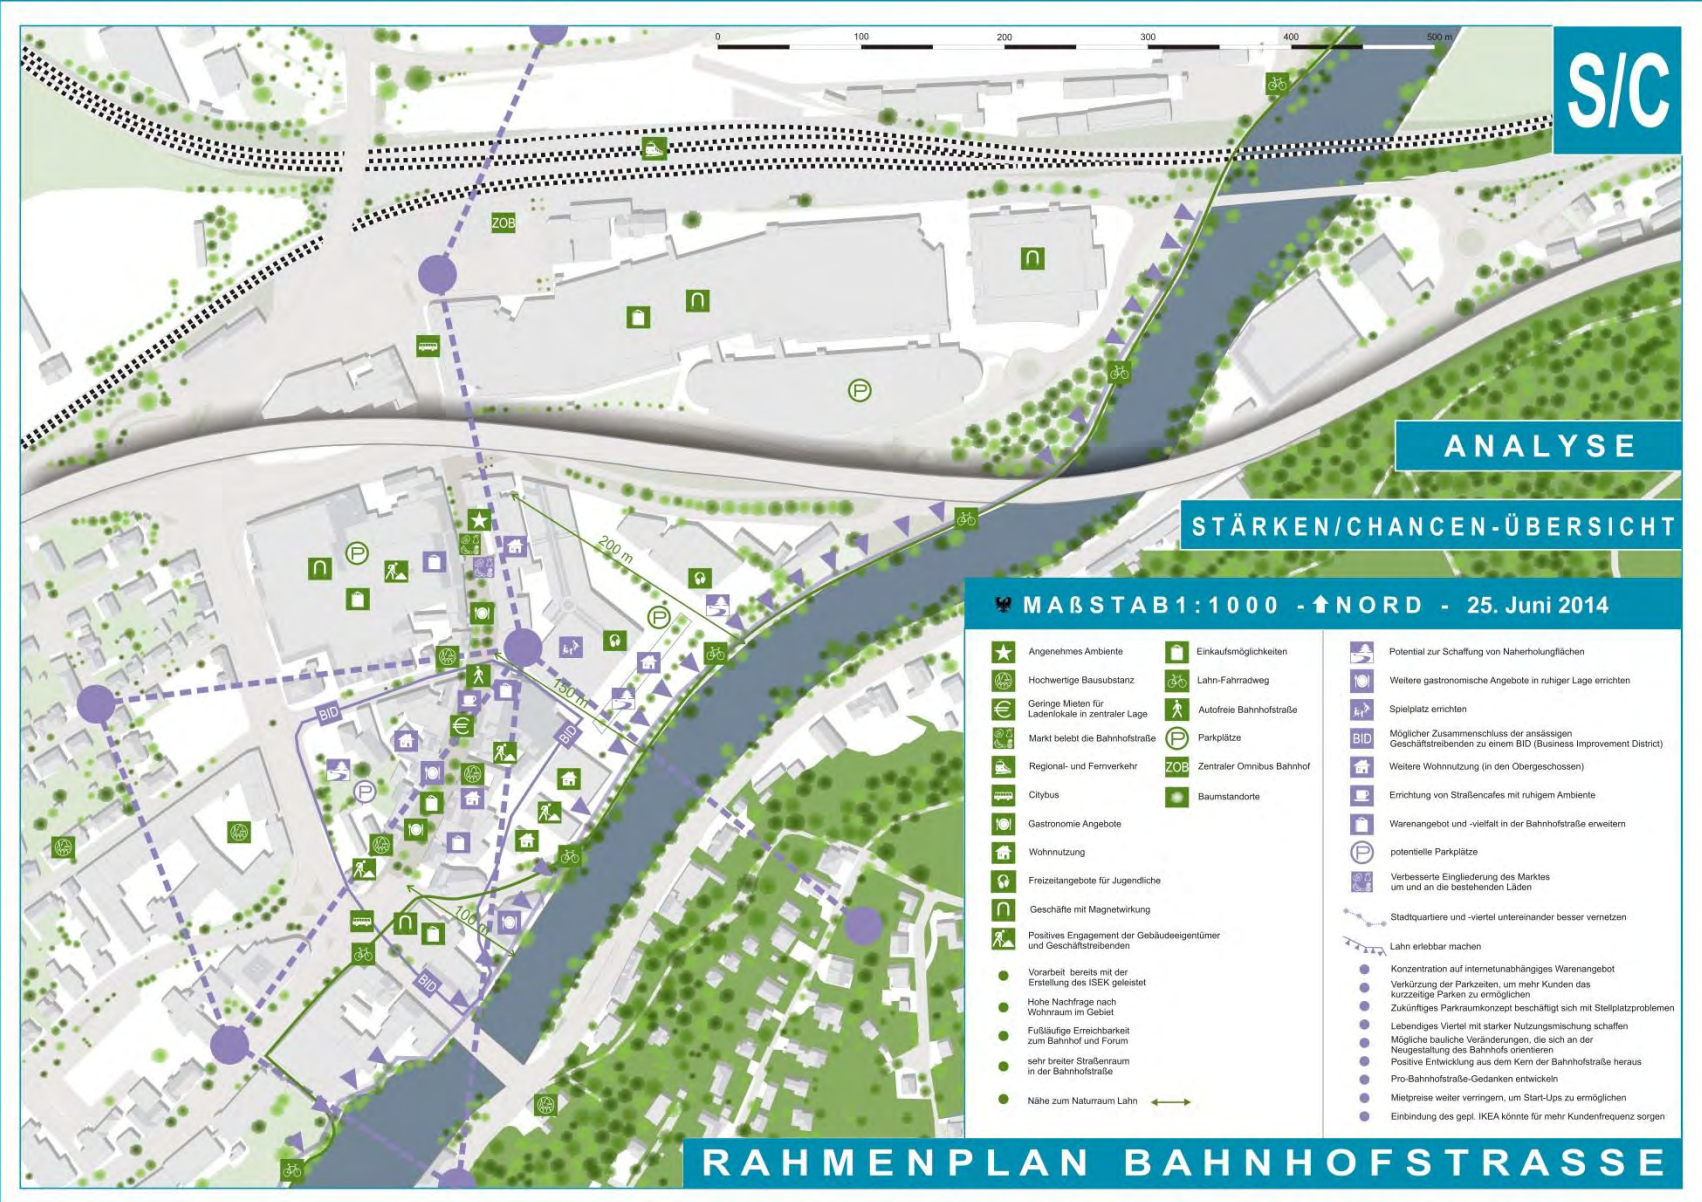 0 100 200 300 400 500 m
S/C
ZOB
ANALYSE
STÄRKEN/CHANCEN-ÜBERSICHT
200 m
150 m
100 m
BID
BID
BID
P
P
P
P
MAßSTAB1:1000 - NORD - 25. Juni 2014
Angenehmes Ambiente
Hochwertige Bausubstanz
Geringe Mieten für
Ladenlokale in zentraler Lage
Markt belebt die Bahnhofstraße
Regional- und Fernverkehr
Citybus
Gastronomie Angebote
Wohnnutzung
Freizeitangebote für Jugendliche
Geschäfte mit Magnetwirkung
Positives Engagement der Gebäudeeigentümer
und Geschäftstreibenden
Vorarbeit bereits mit der
Erstellung des ISEK geleistet
Hohe Nachfrage nach
Wohnraum im Gebiet
Fußläufige Erreichbarkeit
zum Bahnhof und Forum
sehr breiter Straßenraum
in der Bahnhofstraße
Nähe zum Naturraum Lahn
Einkaufsmöglichkeiten
Lahn-Fahrradweg
Autofreie Bahnhofstraße
P Parkplätze
ZOB Zentraler Omnibus Bahnhof
Baumstandorte
Potential zur Schaffung von Naherholungflächen
Weitere gastronomische Angebote in ruhiger Lage errichten
Spielplatz errichten
BID Möglicher Zusammenschluss der ansässigen
Geschäftstreibenden zu einem BID (Business Improvement District)
Weitere Wohnnutzung (in den Obergeschossen)
Errichtung von Straßencafes mit ruhigem Ambiente
Warenangebot und -vielfalt in der Bahnhofstraße erweitern
P potentielle Parkplätze
Verbesserte Eingliederung des Marktes
um und an die bestehenden Läden
Stadtquartiere und -viertel untereinander besser vernetzen
Lahn erlebbar machen
Konzentration auf internetunabhängiges Warenangebot
Verkürzung der Parkzeiten, um mehr Kunden das
kurzzeitige Parken zu ermöglichen
Zukünftiges Parkraumkonzept beschäftigt sich mit Stellplatzproblemen
Lebendiges Viertel mit starker Nutzungsmischung schaffen
Mögliche bauliche Veränderungen, die sich an der
Neugestaltung des Bahnhofs orientieren
Positive Entwicklung aus dem Kern der Bahnhofstraße heraus
Pro-Bahnhofstraße-Gedanken entwickeln
Mietpreise weiter verringern, um Start-Ups zu ermöglichen
Einbindung des gepl. IKEA könnte für mehr Kundenfrequenz sorgen
RAHMENPLAN BAHNHOFSTRASSE